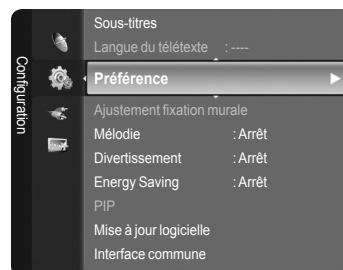 Configuration
Sous-titres
Langue du télétexte : ----
Préférence
Ajustement fixation murale
Mélodie : Arrêt
Divertissement : Arrêt
Energy Saving : Arrêt
PIP
Mise à jour logicielle
Interface commune